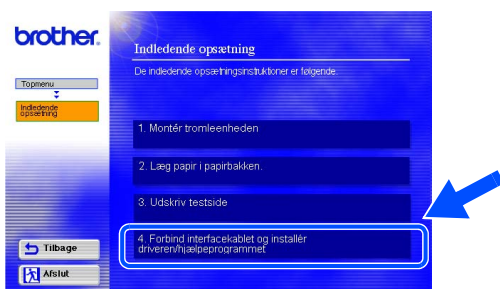 brother.
Topmenu
Indledende
opsætning
Tilbage
Afslut
Indledende opsætning
De indledende opsætningsinstruktioner er følgende.
1. Montér tromleenheden
2. Læg papir i papirbakken.
3. Udskriv testside
4. Forbind interfacekablet og installér
driveren/hjælpeprogrammet